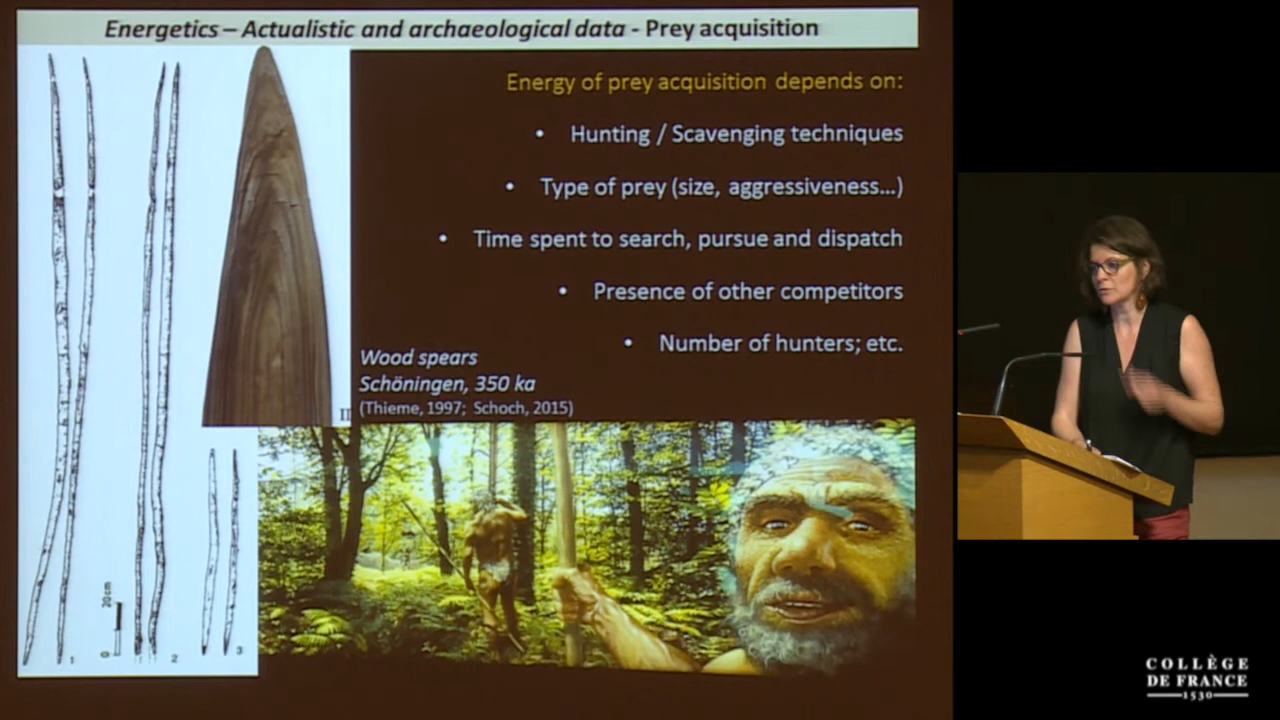 Energetics – Actualistic and archaeological data - Prey acquisition
Energy of prey acquisition depends on:
• Hunting / Scavenging techniques
• Type of prey (size, aggressiveness...)
• Time spent to search, pursue and dispatch
• Presence of other competitors
• Number of hunters; etc.
Wood spears
Schöningen, 350 ka
(Thieme, 1997; Schoch, 2015)
II
20cm
0
1
2
3
COLLÈGE
DE FRANCE
1530